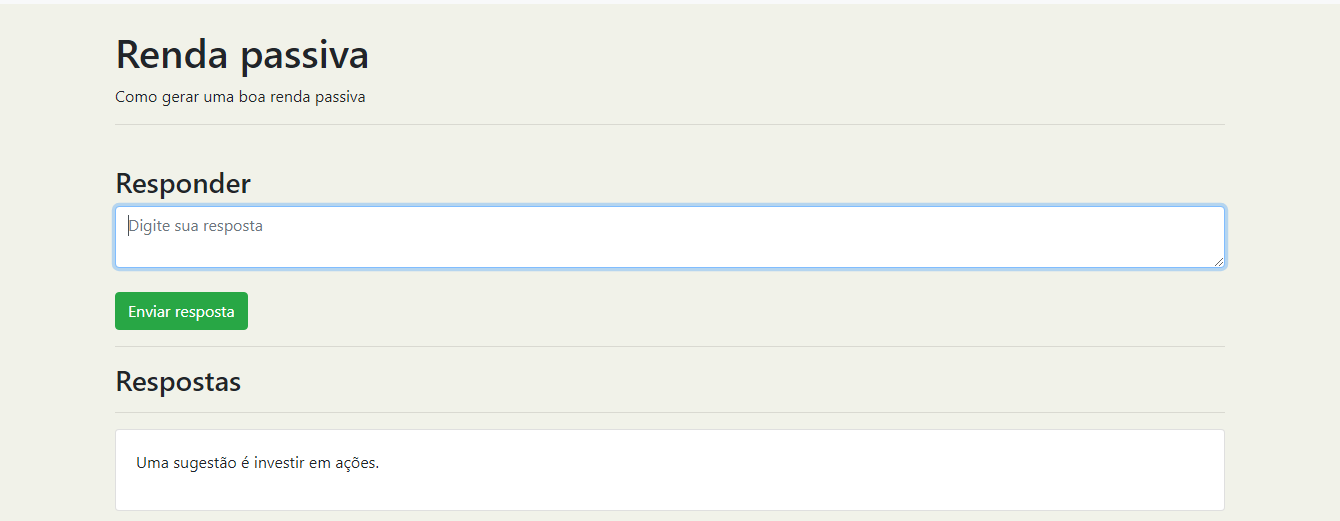 Renda passiva
Como gerar uma boa renda passiva
Responder
Digite sua resposta
Enviar resposta
Respostas
Uma sugestão é investir em ações.